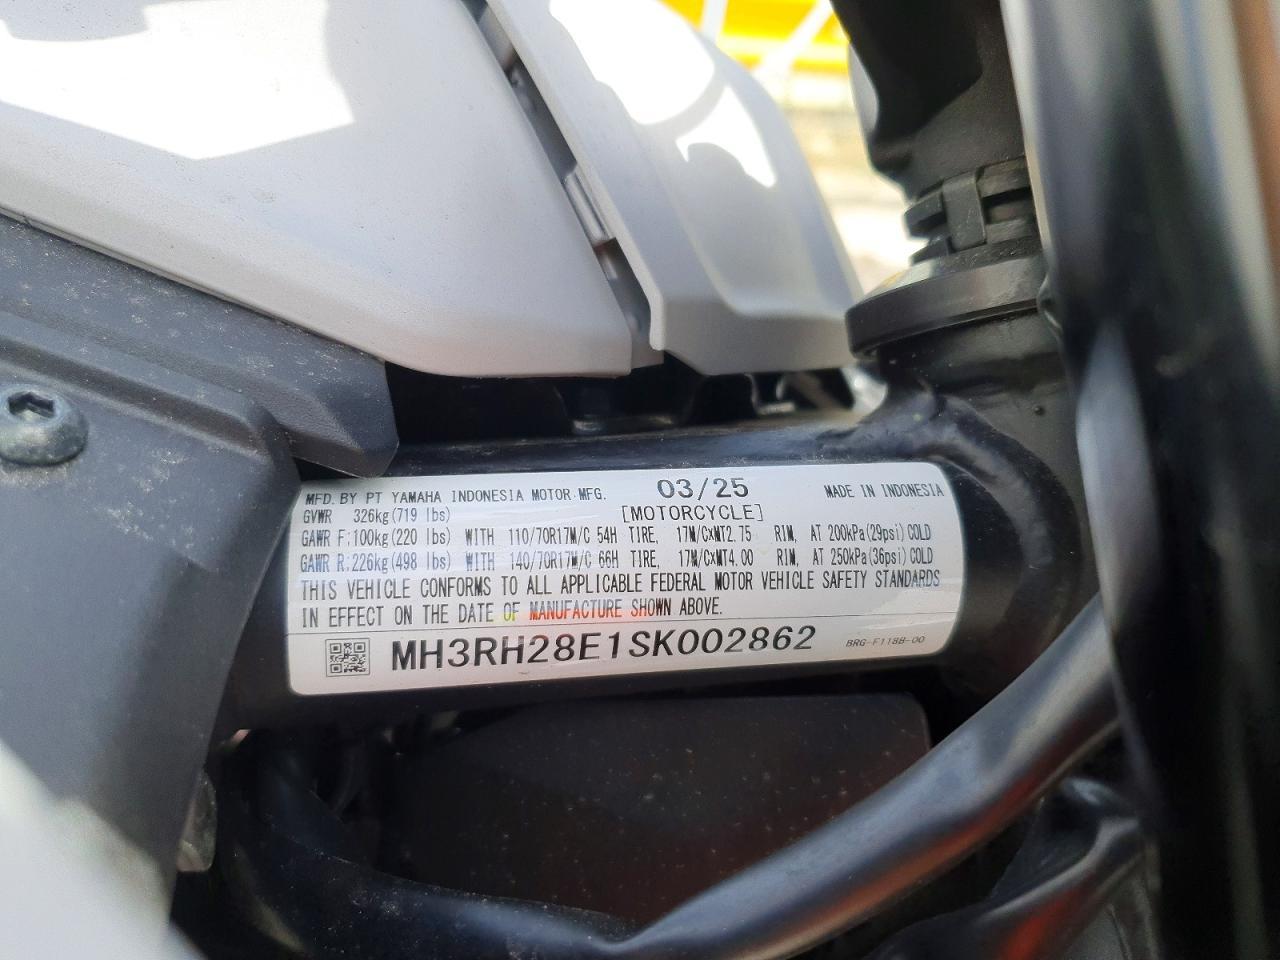 MFD. BY PT YAMAHA INDONESIA MOTOR MFG. 03/25 MADE IN INDONESIA
GVWR 326kg(719 lbs) [MOTORCYCLE]
GAWR F:100kg(220 lbs) WITH 110/70R17M/C 54H TIRE, 17M/CxMT2.75 RIM, AT 200kPa(29psi)COLD
GAWR R:226kg(498 lbs) WITH 140/70R17M/C 66H TIRE, 17M/CxMT4.00 RIM, AT 250kPa(36psi)COLD
THIS VEHICLE CONFORMS TO ALL APPLICABLE FEDERAL MOTOR VEHICLE SAFETY STANDARDS
IN EFFECT ON THE DATE OF MANUFACTURE SHOWN ABOVE.
MH3RH28E1SK002862 BRG-F118B-00